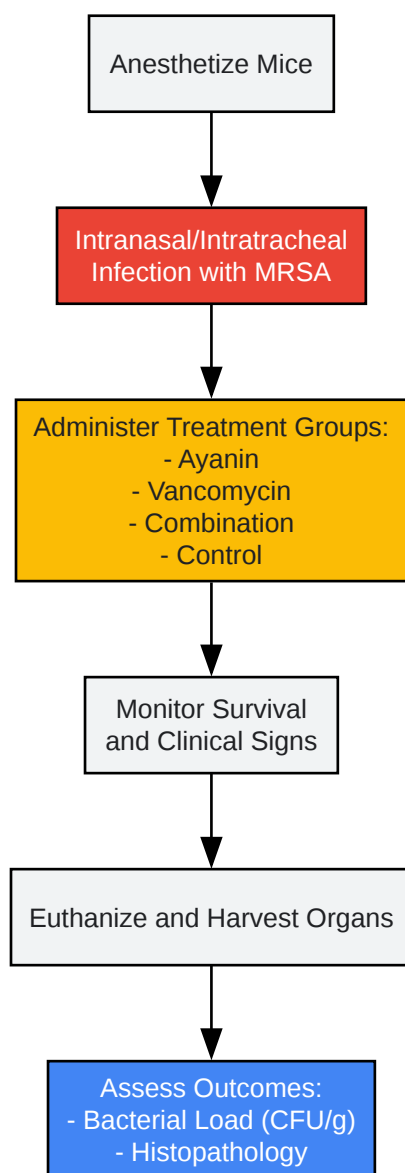 Anesthetize Mice
Intranasal/Intratracheal
Infection with MRSA
Administer Treatment Groups:
- Ayanin
- Vancomycin
- Combination
- Control
Monitor Survival
and Clinical Signs
Euthanize and Harvest Organs
Assess Outcomes:
- Bacterial Load (CFU/g)
- Histopathology